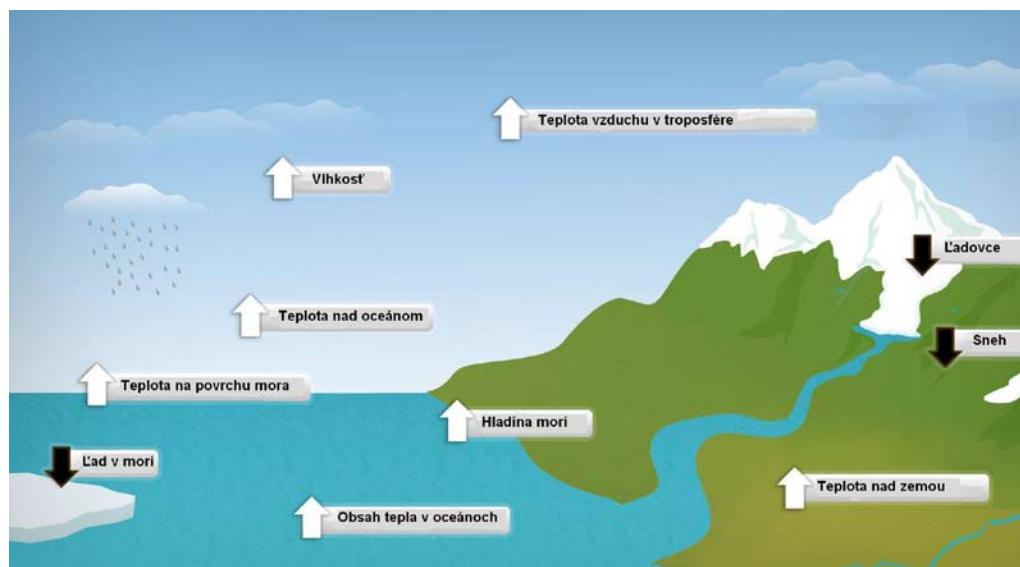 Teplota vzduchu v troposfére
Vlhkosť
Ľadovce
Teplota nad oceánom
Sneh
Teplota na povrchu mora
Hladina morí
Ľad v mori
Teplota nad zemou
Obsah tepla v oceánoch